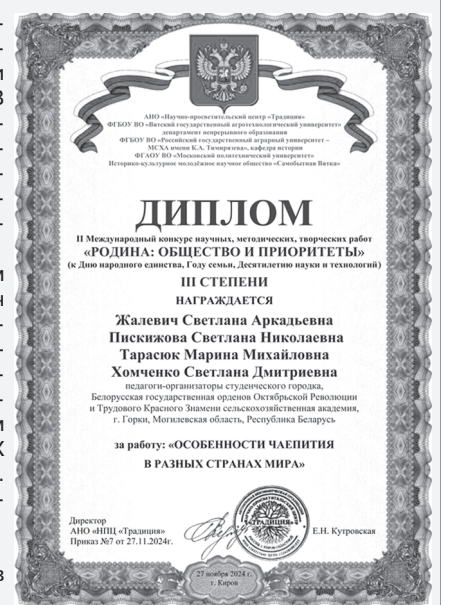 АНО «Научно-просветительский центр «Традиция»
ФГБОУ ВО «Вятский государственный агротехнологический университет»
департамент непрерывного образования
ФГБОУ ВО «Российский государственный аграрный университет –
МСХА имени К.А. Тимирязева», кафедра истории
ФГАОУ ВО «Московский политехнический университет»
Историко-культурное молодёжное научное общество «Самобытная Вятка»
ДИПЛОМ
II Международный конкурс научных, методических, творческих работ
«РОДИНА: ОБЩЕСТВО И ПРИОРИТЕТЫ»
(к Дню народного единства, Году семьи, Десятилетию науки и технологий)
III СТЕПЕНИ
НАГРАЖДАЕТСЯ
Жалевич Светлана Аркадьевна
Пискижова Светлана Николаевна
Тарасюк Марина Михайловна
Хомченко Светлана Дмитриевна
педагоги-организаторы студенческого городка,
Белорусская государственная орденов Октябрьской Революции
и Трудового Красного Знамени сельскохозяйственная академия,
г. Горки, Могилевская область, Республика Беларусь
за работу: «ОСОБЕННОСТИ ЧАЕПИТИЯ
В РАЗНЫХ СТРАНАХ МИРА»
Директор
АНО «НПЦ «Традиция»
Приказ №7 от 27.11.2024г.
«ТРАДИЦИЯ»
Е.Н. Кутровская
27 ноября 2024 г.
г. Киров